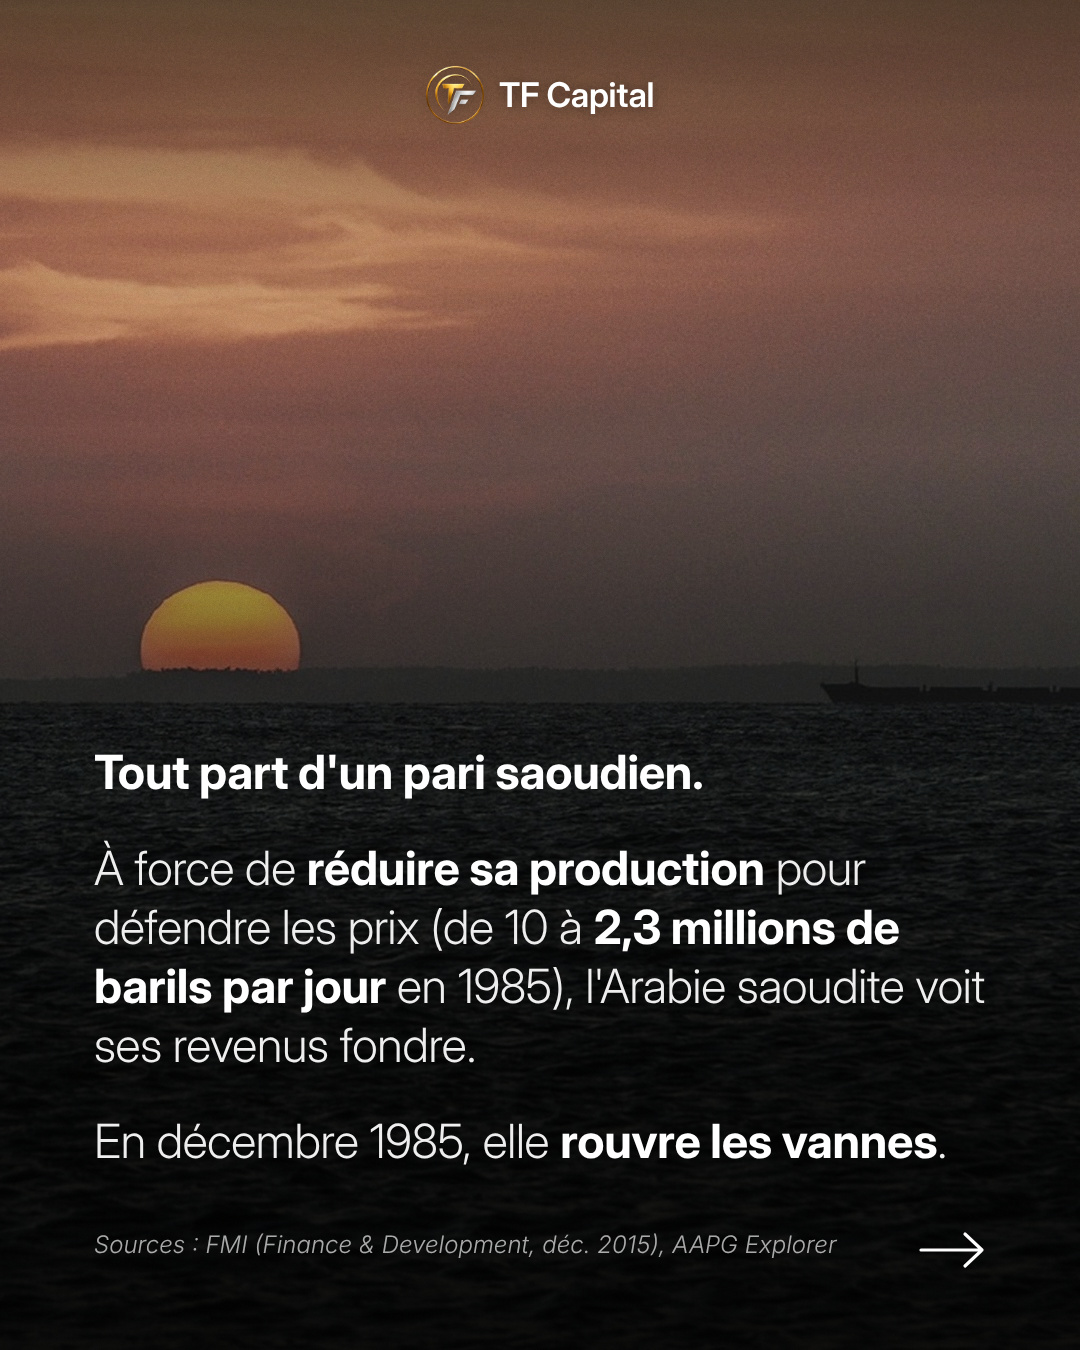 TF Capital
Tout part d'un pari saoudien.
À force de réduire sa production pour
défendre les prix (de 10 à 2,3 millions de
barils par jour en 1985), l'Arabie saoudite voit
ses revenus fondre.
En décembre 1985, elle rouvre les vannes.
Sources : FMI (Finance & Development, déc. 2015), AAPG Explorer